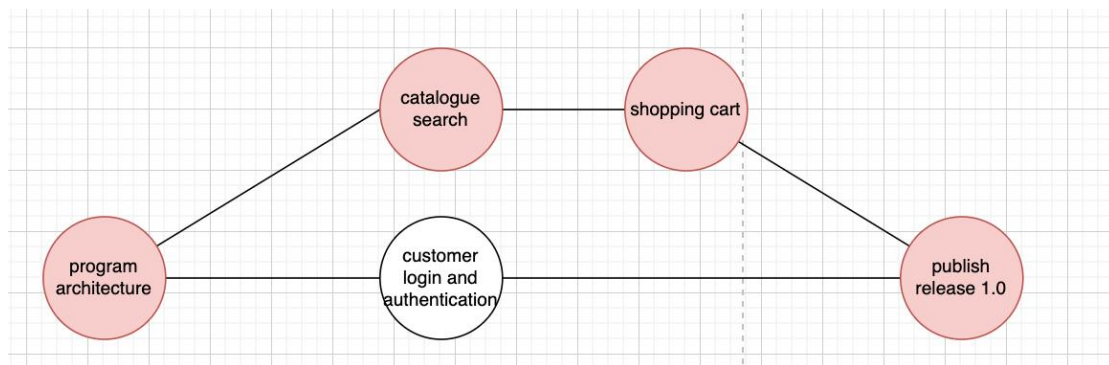 catalogue
search
shopping cart
program
architecture
customer
login and
authentication
publish
release 1.0